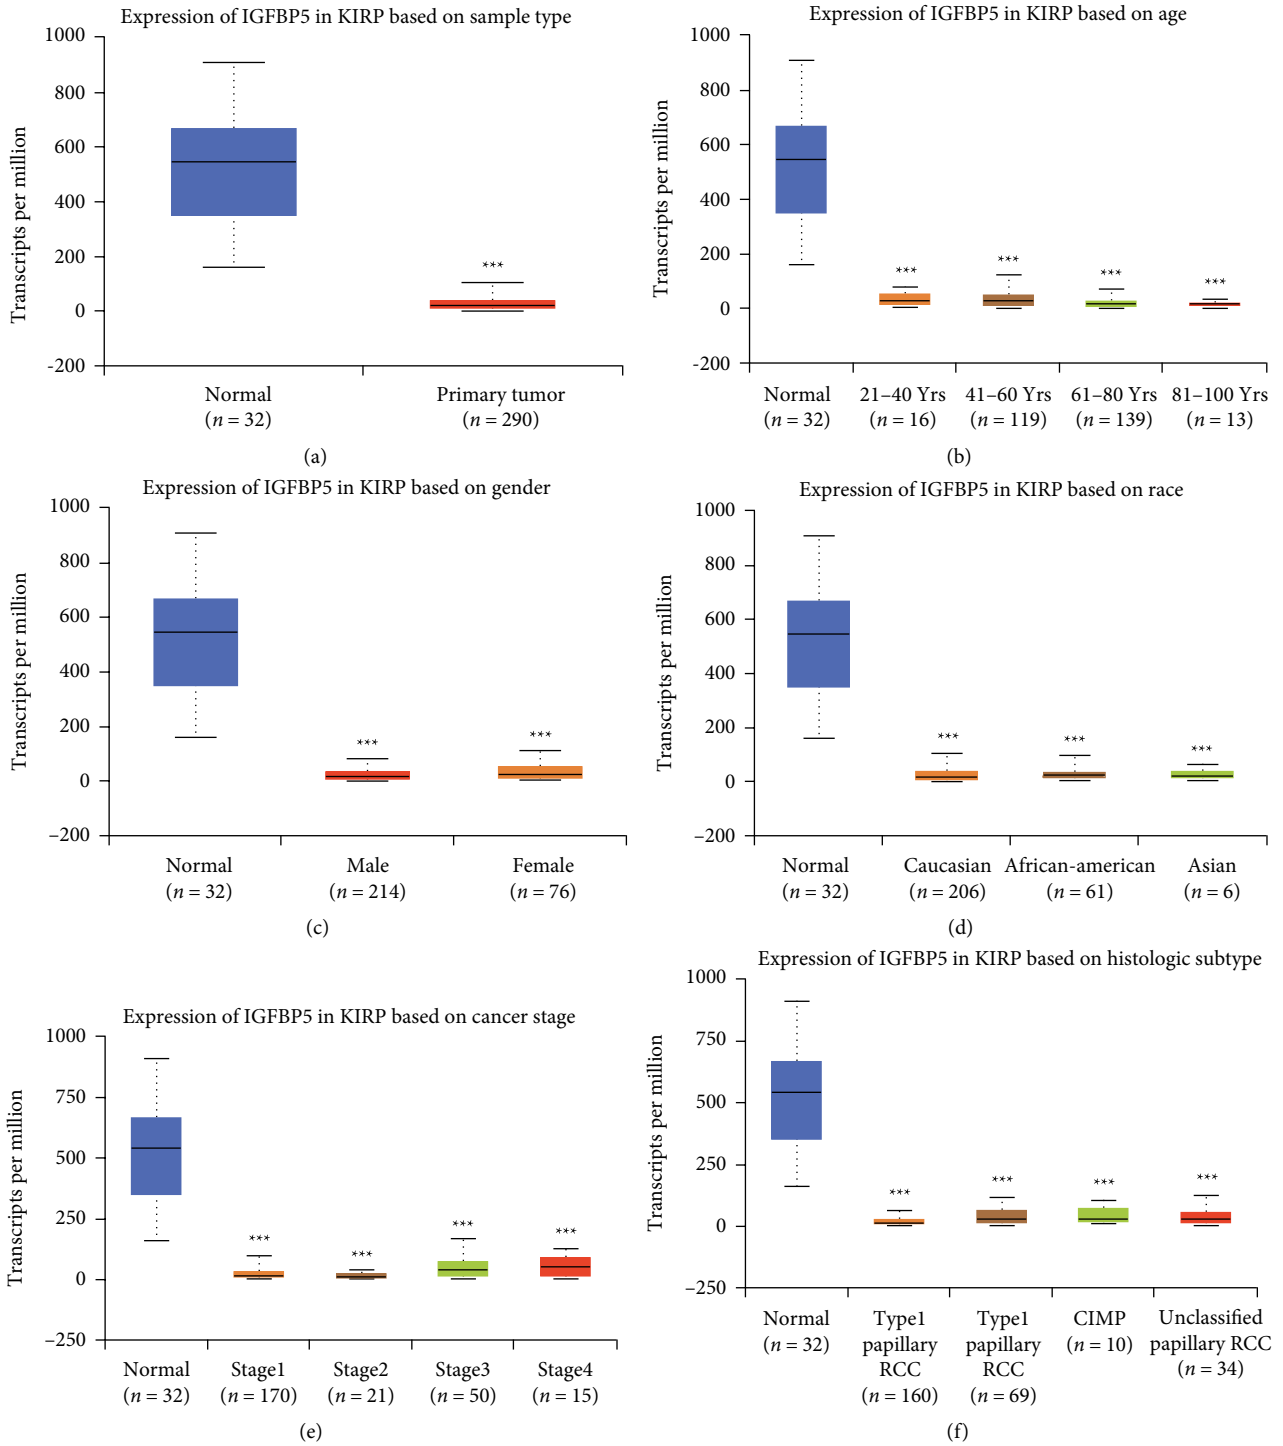 Expression of IGFBP5 in KIRP based on sample type
Transcripts per million
1000
800
600
400
200
0
-200
***
Normal
(n = 32)
Primary tumor
(n = 290)
(a)
Expression of IGFBP5 in KIRP based on age
Transcripts per million
1000
800
600
400
200
0
-200
***
***
***
***
Normal
(n = 32)
21–40 Yrs
(n = 16)
41–60 Yrs
(n = 119)
61–80 Yrs
(n = 139)
81–100 Yrs
(n = 13)
(b)
Expression of IGFBP5 in KIRP based on gender
Transcripts per million
1000
800
600
400
200
0
–200
***
***
Normal
(n = 32)
Male
(n = 214)
Female
(n = 76)
(c)
Expression of IGFBP5 in KIRP based on race
Transcripts per million
1000
800
600
400
200
0
–200
***
***
***
Normal
(n = 32)
Caucasian
(n = 206)
African-american
(n = 61)
Asian
(n = 6)
(d)
Expression of IGFBP5 in KIRP based on cancer stage
Transcripts per million
1000
750
500
250
0
–250
***
***
***
***
Normal
(n = 32)
Stage1
(n = 170)
Stage2
(n = 21)
Stage3
(n = 50)
Stage4
(n = 15)
(e)
Expression of IGFBP5 in KIRP based on histologic subtype
Transcripts per million
1000
750
500
250
0
–250
***
***
***
***
Normal
(n = 32)
Type1
papillary
RCC
(n = 160)
Type1
papillary
RCC
(n = 69)
CIMP
(n = 10)
Unclassified
papillary RCC
(n = 34)
(f)